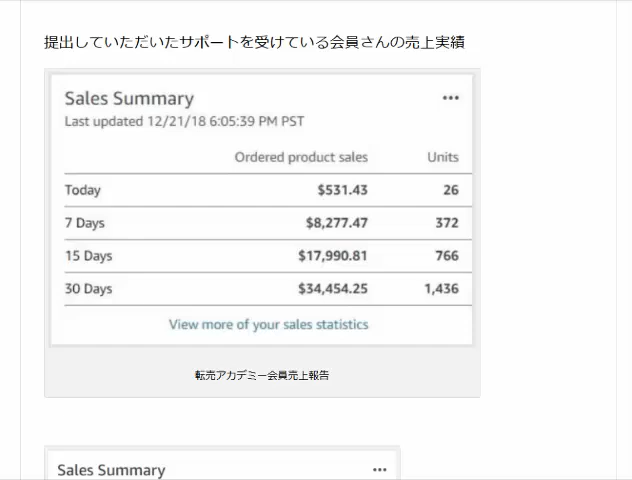 提出していただいたサポートを受けている会員さんの売上実績
Sales Summary
Last updated 12/21/18 6:05:39 PM PST
Ordered product sales Units
Today $531.43 26
7 Days $8,277.47 372
15 Days $17,990.81 766
30 Days $34,454.25 1,436
View more of your sales statistics
転売アカデミー会員売上報告
Sales Summary